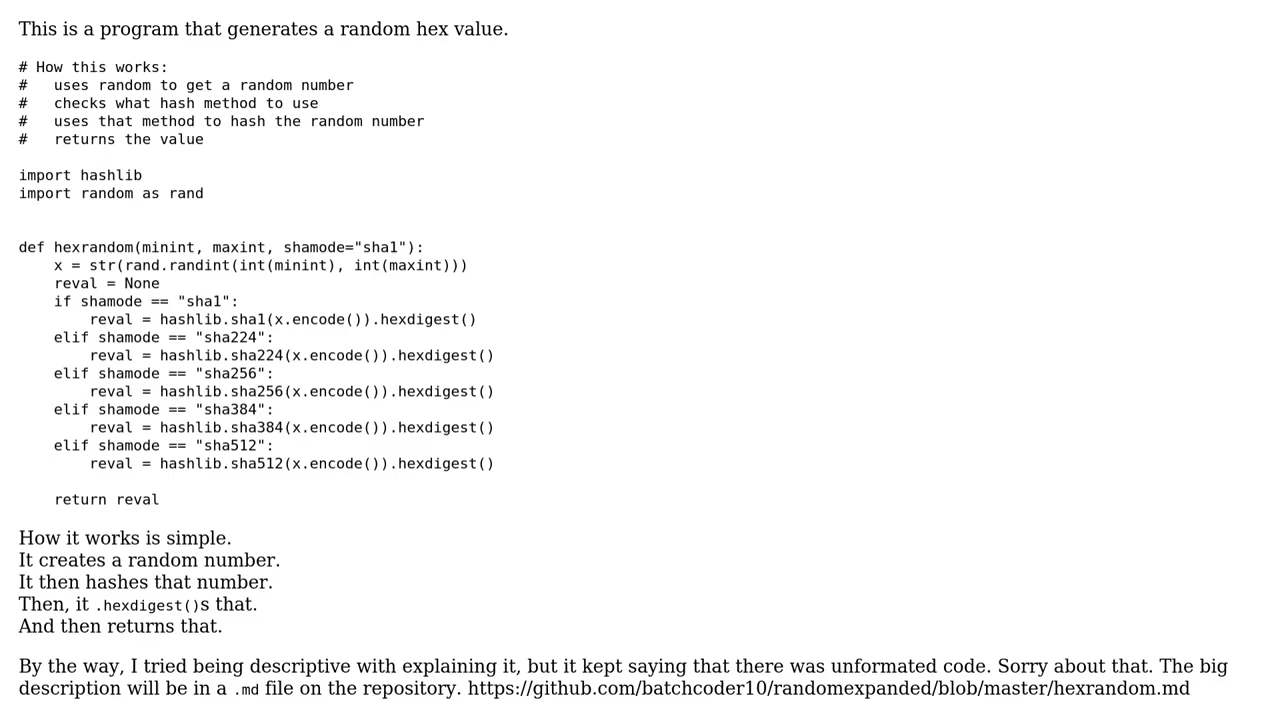 This is a program that generates a random hex value.
# How this works:
#   uses random to get a random number
#   checks what hash method to use
#   uses that method to hash the random number
#   returns the value
import hashlib
import random as rand
def hexrandom(minint, maxint, shamode="sha1"):
    x = str(rand.randint(int(minint), int(maxint)))
    reval = None
    if shamode == "sha1":
        reval = hashlib.sha1(x.encode()).hexdigest()
    elif shamode == "sha224":
        reval = hashlib.sha224(x.encode()).hexdigest()
    elif shamode == "sha256":
        reval = hashlib.sha256(x.encode()).hexdigest()
    elif shamode == "sha384":
        reval = hashlib.sha384(x.encode()).hexdigest()
    elif shamode == "sha512":
        reval = hashlib.sha512(x.encode()).hexdigest()
    return reval
How it works is simple.
It creates a random number.
It then hashes that number.
Then, it .hexdigest()s that.
And then returns that.
By the way, I tried being descriptive with explaining it, but it kept saying that there was unformated code. Sorry about that. The big
description will be in a .md file on the repository. https://github.com/batchcoder10/randomexpanded/blob/master/hexrandom.md